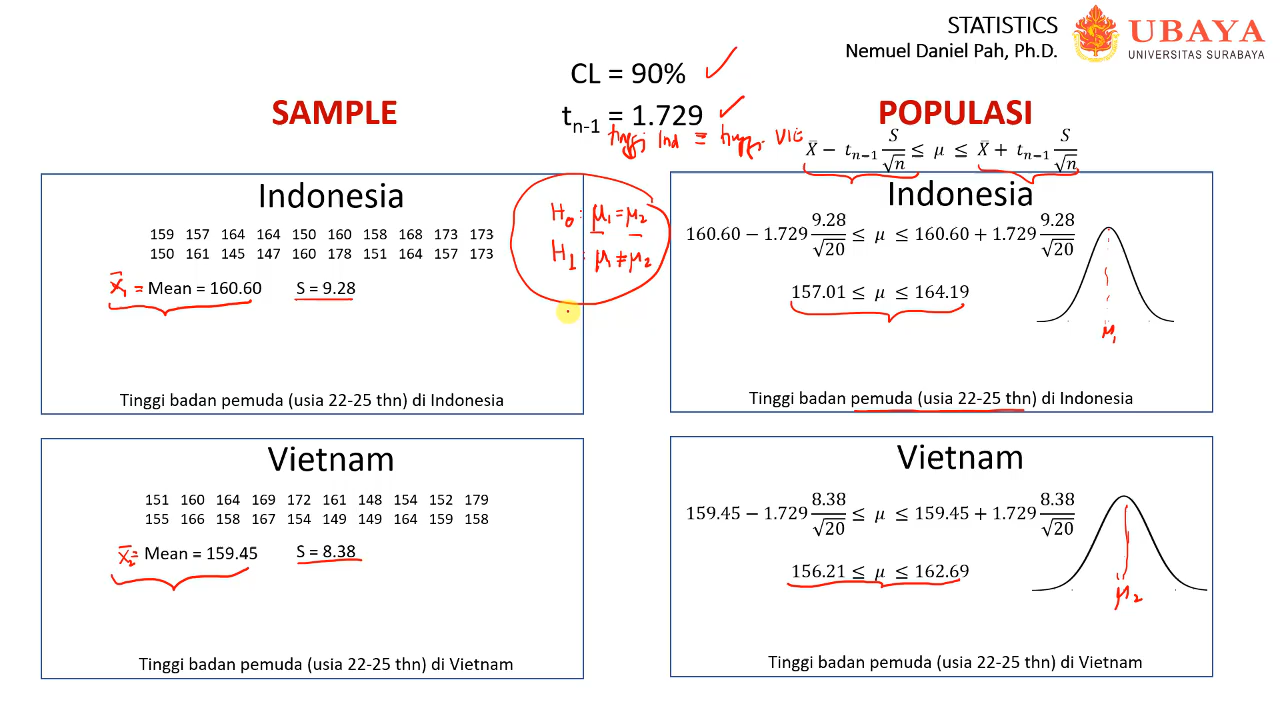 STATISTICS
Nemuel Daniel Pah, Ph.D.
UBAYA
UNIVERSITAS SURABAYA
CL = 90%
t_{n-1} = 1.729
tinggi Ind = tinggi VIE
SAMPLE
Indonesia
159 157 164 164 150 160 158 168 173 173
150 161 145 147 160 178 151 164 157 173
X̄₁ = Mean = 160.60 S = 9.28
Tinggi badan pemuda (usia 22-25 thn) di Indonesia
H₀ : μ₁ = μ₂
H₁ : μ ≠ μ₂
Vietnam
151 160 164 169 172 161 148 154 152 179
155 166 158 167 154 149 149 164 159 158
X̄₂ = Mean = 159.45 S = 8.38
Tinggi badan pemuda (usia 22-25 thn) di Vietnam
POPULASI
X̄ − t_{n−1} S/√n ≤ μ ≤ X̄ + t_{n−1} S/√n
Indonesia
160.60 − 1.729 9.28/√20 ≤ μ ≤ 160.60 + 1.729 9.28/√20
157.01 ≤ μ ≤ 164.19
μ₁
Tinggi badan pemuda (usia 22-25 thn) di Indonesia
Vietnam
159.45 − 1.729 8.38/√20 ≤ μ ≤ 159.45 + 1.729 8.38/√20
156.21 ≤ μ ≤ 162.69
μ₂
Tinggi badan pemuda (usia 22-25 thn) di Vietnam